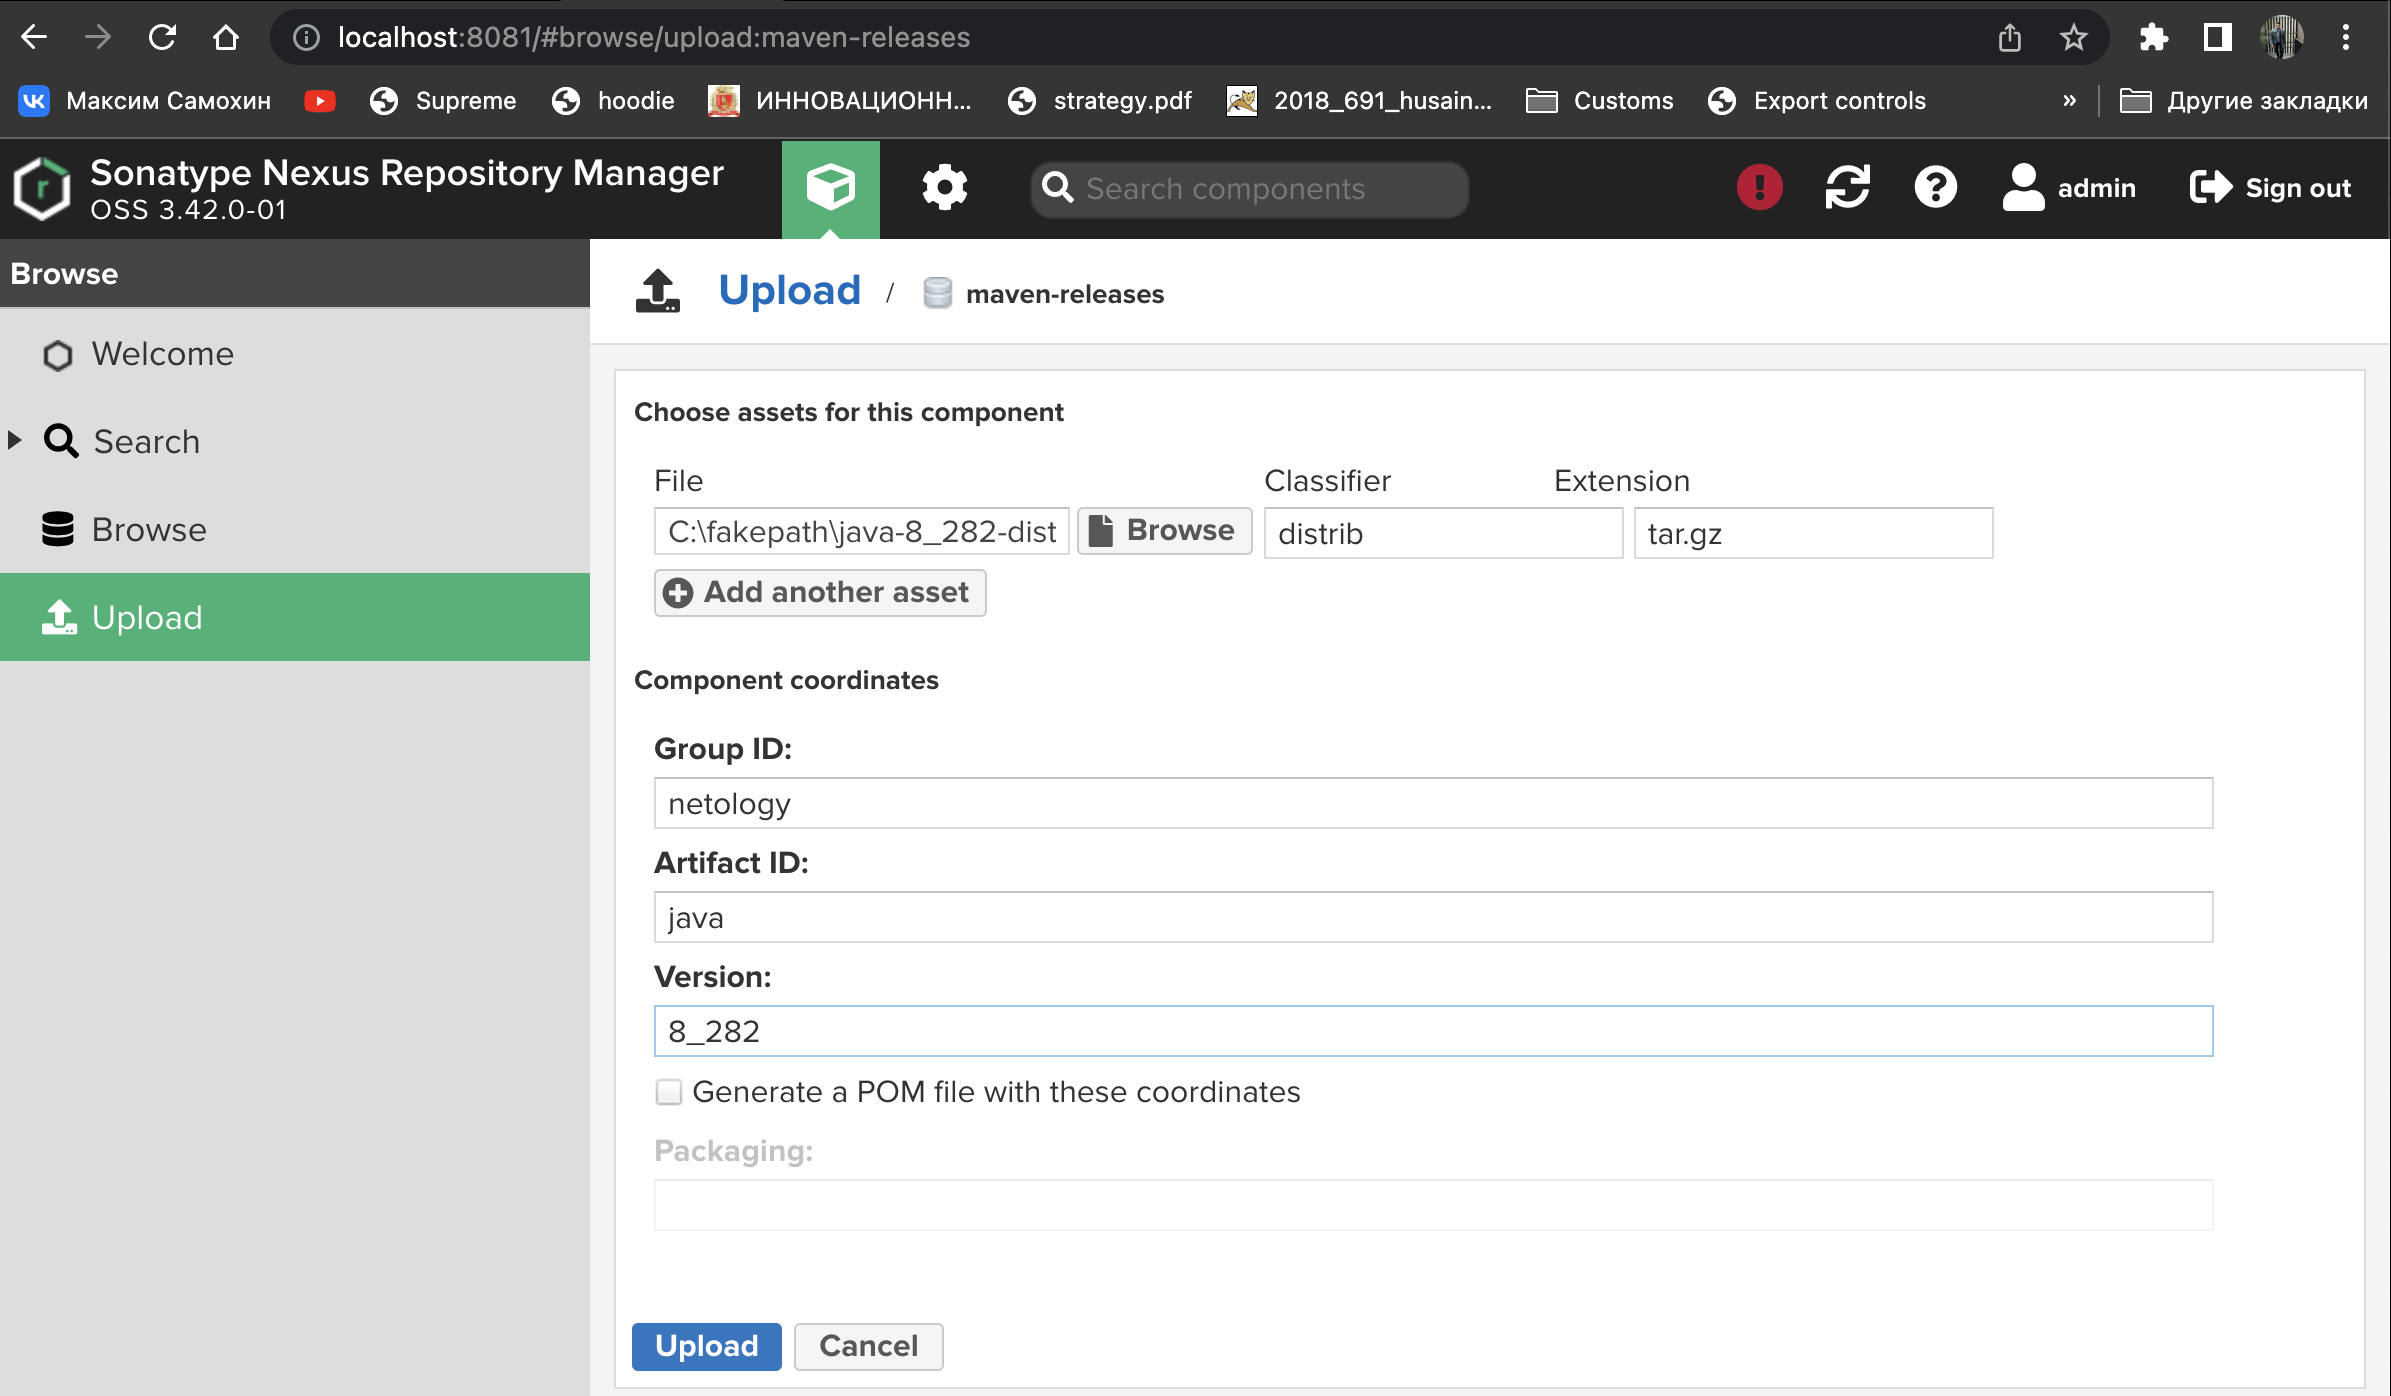 localhost:8081/#browse/upload:maven-releases
Максим Самохин Supreme hoodie ИННОВАЦИОНН... strategy.pdf 2018_691_husain... Customs Export controls » Другие закладки
Sonatype Nexus Repository Manager
OSS 3.42.0-01
Search components
admin
Sign out
Browse
Welcome
Search
Browse
Upload
Upload / maven-releases
Choose assets for this component
File Classifier Extension
C:\fakepath\java-8_282-dist Browse distrib tar.gz
Add another asset
Component coordinates
Group ID:
netology
Artifact ID:
java
Version:
8_282
Generate a POM file with these coordinates
Packaging:
Upload Cancel